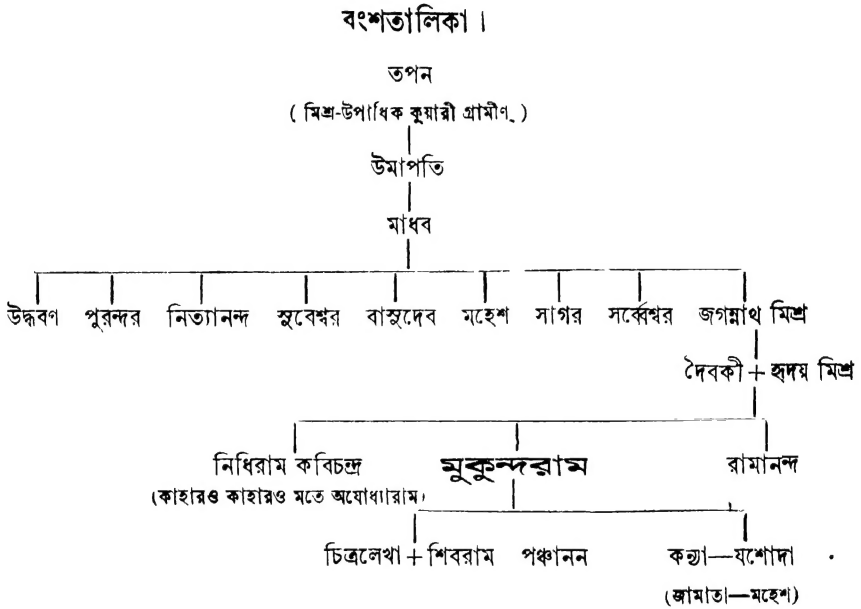 বংশতালিকা।
তপন
( মিশ্র-উপাধিক কুয়ারী গ্রামীণ্ )
উমাপতি
মাধব
উদ্ধবণ পুরন্দর নিত্যানন্দ সুবেশ্বর বাসুদেব মহেশ সাগর সর্ব্বেশ্বর জগন্নাথ মিশ্র
দৈবকী + হৃদয় মিশ্র
নিধিরাম কবিচন্দ্র মুকুন্দরাম রামানন্দ
(কাহারও কাহারও মতে অযোধ্যারাম)
চিত্রলেখা + শিবরাম পঞ্চানন কন্যা—যশোদা
(জামাতা—মহেশ)